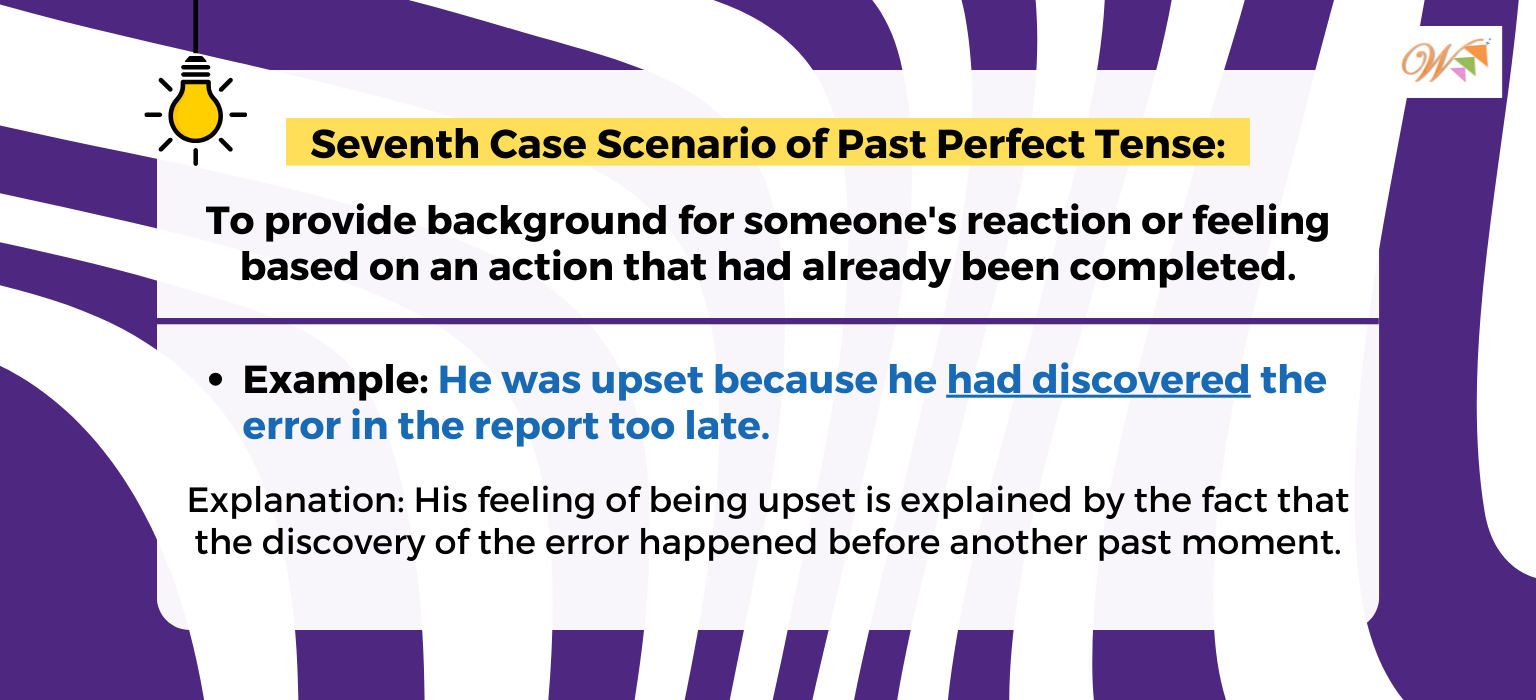 W
Seventh Case Scenario of Past Perfect Tense:
To provide background for someone's reaction or feeling
based on an action that had already been completed.
• Example: He was upset because he had discovered the
error in the report too late.
Explanation: His feeling of being upset is explained by the fact that
the discovery of the error happened before another past moment.